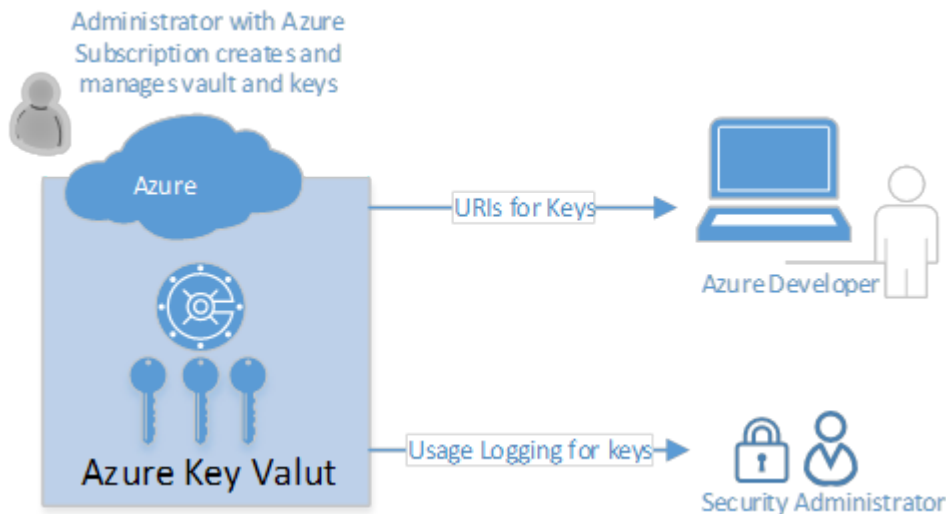 Administrator with Azure
Subscription creates and
manages vault and keys
Azure
URIs for Keys
Azure Developer
Usage Logging for keys
Azure Key Valut
Security Administrator